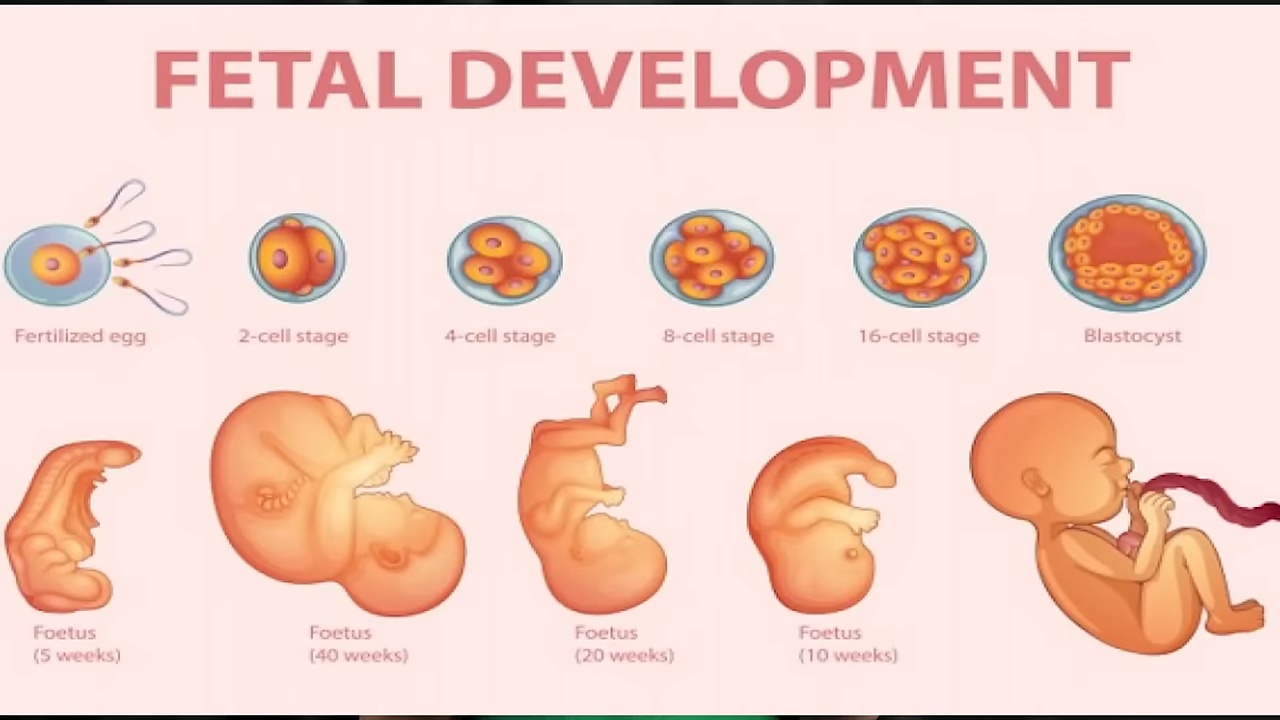 FETAL DEVELOPMENT
Fertilized egg
2-cell stage
4-cell stage
8-cell stage
16-cell stage
Blastocyst
Foetus
(5 weeks)
Foetus
(40 weeks)
Foetus
(20 weeks)
Foetus
(10 weeks)